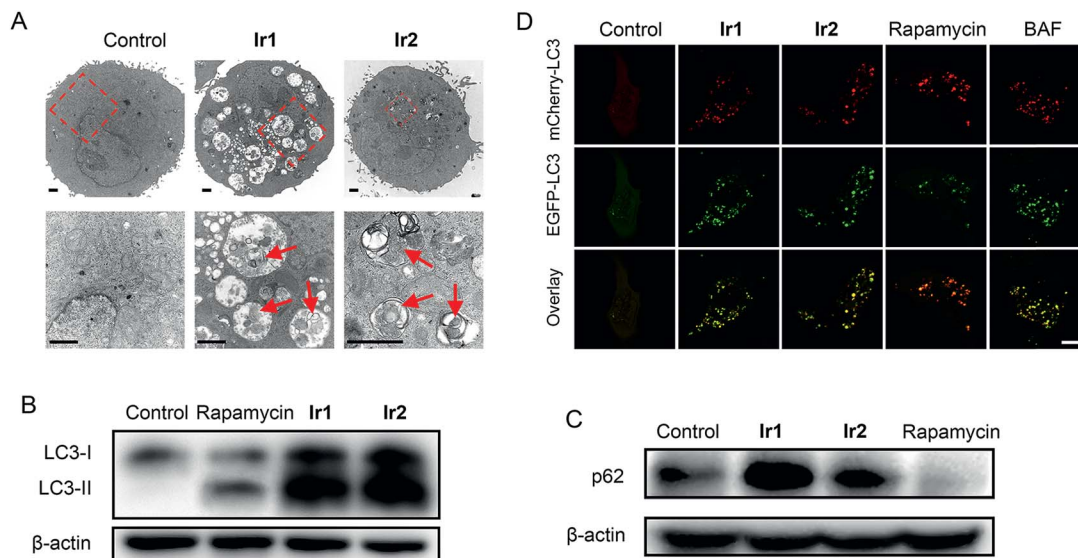 A
Control Ir1 Ir2
D
Control Ir1 Ir2 Rapamycin BAF
mCherry-LC3
EGFP-LC3
Overlay
B
Control Rapamycin Ir1 Ir2
LC3-I
LC3-II
β-actin
C
Control Ir1 Ir2 Rapamycin
p62
β-actin